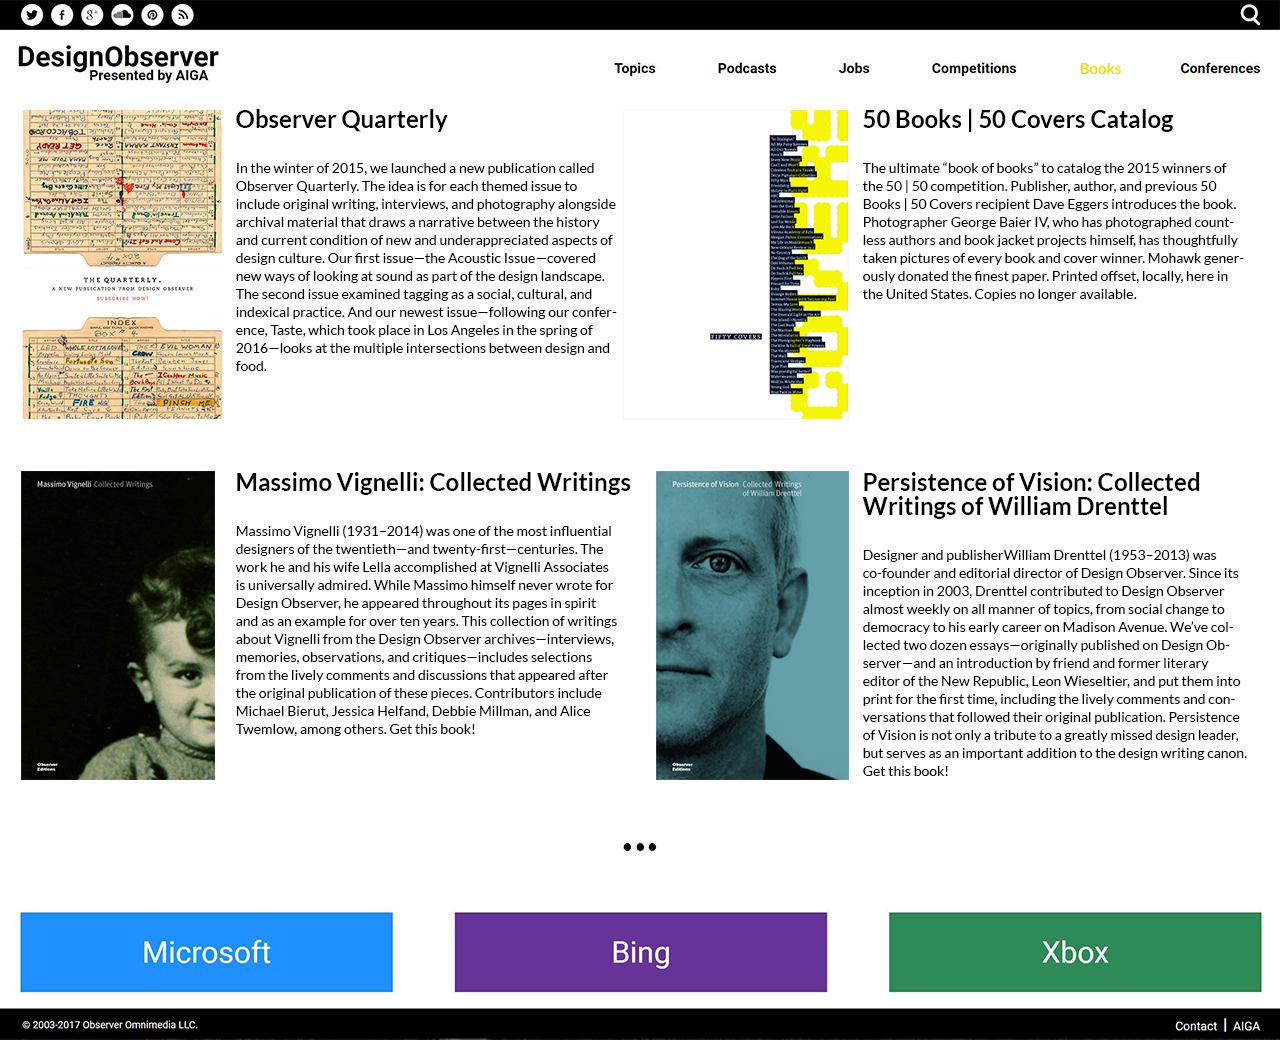 DesignObserver
Presented by AIGA
Topics
Podcasts
Jobs
Competitions
Books
Conferences
Observer Quarterly
In the winter of 2015, we launched a new publication called
Observer Quarterly. The idea is for each themed issue to
include original writing, interviews, and photography alongside
archival material that draws a narrative between the history
and current condition of new and underappreciated aspects of
design culture. Our first issue—the Acoustic Issue—covered
new ways of looking at sound as part of the design landscape.
The second issue examined tagging as a social, cultural, and
indexical practice. And our newest issue—following our confer-
ence, Taste, which took place in Los Angeles in the spring of
2016—looks at the multiple intersections between design and
food.
THE QUARTERLY.
A NEW PUBLICATION FROM DESIGN OBSERVER
SUBSCRIBE NOW!
INDEX
FIFTY COVERS
50 Books | 50 Covers Catalog
The ultimate “book of books” to catalog the 2015 winners of
the 50 | 50 competition. Publisher, author, and previous 50
Books | 50 Covers recipient Dave Eggers introduces the book.
Photographer George Baier IV, who has photographed count-
less authors and book jacket projects himself, has thoughtfully
taken pictures of every book and cover winner. Mohawk gener-
ously donated the finest paper. Printed offset, locally, here in
the United States. Copies no longer available.
Massimo Vignelli Collected Writings
Observer
Editions
Massimo Vignelli: Collected Writings
Massimo Vignelli (1931–2014) was one of the most influential
designers of the twentieth—and twenty-first—centuries. The
work he and his wife Lella accomplished at Vignelli Associates
is universally admired. While Massimo himself never wrote for
Design Observer, he appeared throughout its pages in spirit
and as an example for over ten years. This collection of writings
about Vignelli from the Design Observer archives—interviews,
memories, observations, and critiques—includes selections
from the lively comments and discussions that appeared after
the original publication of these pieces. Contributors include
Michael Bierut, Jessica Helfand, Debbie Millman, and Alice
Twemlow, among others. Get this book!
Persistence of Vision Collected Writings
of William Drenttel
Observer
Editions
Persistence of Vision: Collected
Writings of William Drenttel
Designer and publisherWilliam Drenttel (1953–2013) was
co-founder and editorial director of Design Observer. Since its
inception in 2003, Drenttel contributed to Design Observer
almost weekly on all manner of topics, from social change to
democracy to his early career on Madison Avenue. We’ve col-
lected two dozen essays—originally published on Design Ob-
server—and an introduction by friend and former literary
editor of the New Republic, Leon Wieseltier, and put them into
print for the first time, including the lively comments and con-
versations that followed their original publication. Persistence
of Vision is not only a tribute to a greatly missed design leader,
but serves as an important addition to the design writing canon.
Get this book!
Microsoft
Bing
Xbox
© 2003-2017 Observer Omnimedia LLC.
Contact | AIGA